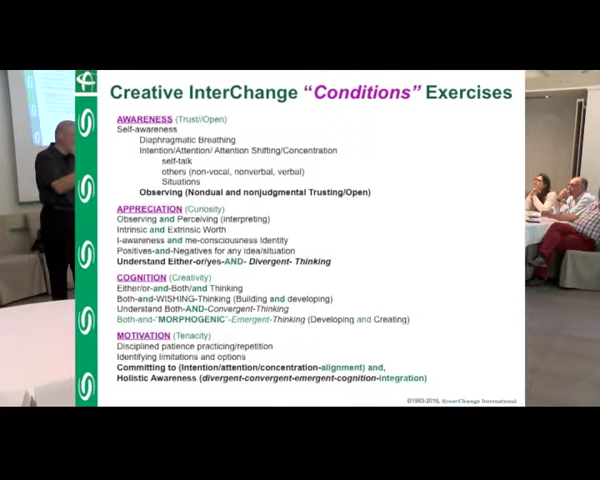 Creative InterChange “Conditions” Exercises
AWARENESS (Trust//Open)
Self-awareness
Diaphragmatic Breathing
Intention/Attention/ Attention Shifting/Concentration
self-talk
others (non-vocal, nonverbal, verbal)
Situations
Observing (Nondual and nonjudgmental Trusting/Open)
APPRECIATION (Curiosity)
Observing and Perceiving (interpreting)
Intrinsic and Extrinsic Worth
I-awareness and me-consciousness Identity
Positives-and-Negatives for any idea/situation
Understand Either-or/yes-AND- Divergent- Thinking
COGNITION (Creativity)
Either/or-and-Both/and Thinking
Both-and-WISHING-Thinking (Building and developing)
Understand Both-AND-Convergent-Thinking
Both-and-"MORPHOGENIC"-Emergent-Thinking (Developing and Creating)
MOTIVATION (Tenacity)
Disciplined patience practicing/repetition
Identifying limitations and options
Committing to (Intention/attention/concentration-alignment) and,
Holistic Awareness (divergent-convergent-emergent-cognition-integration)
©1993-2016, SynerChange International